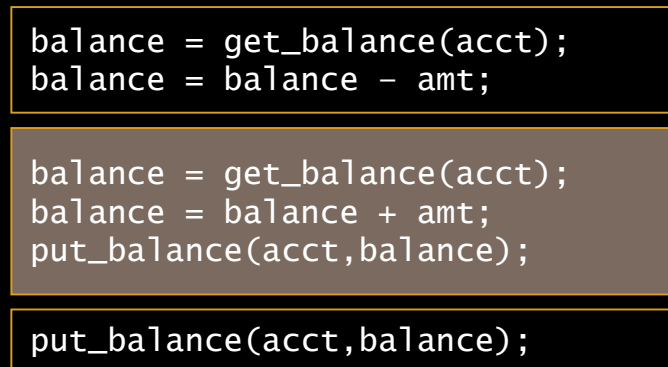 balance = get_balance(acct);
balance = balance - amt;
balance = get_balance(acct);
balance = balance + amt;
put_balance(acct,balance);
put_balance(acct,balance);